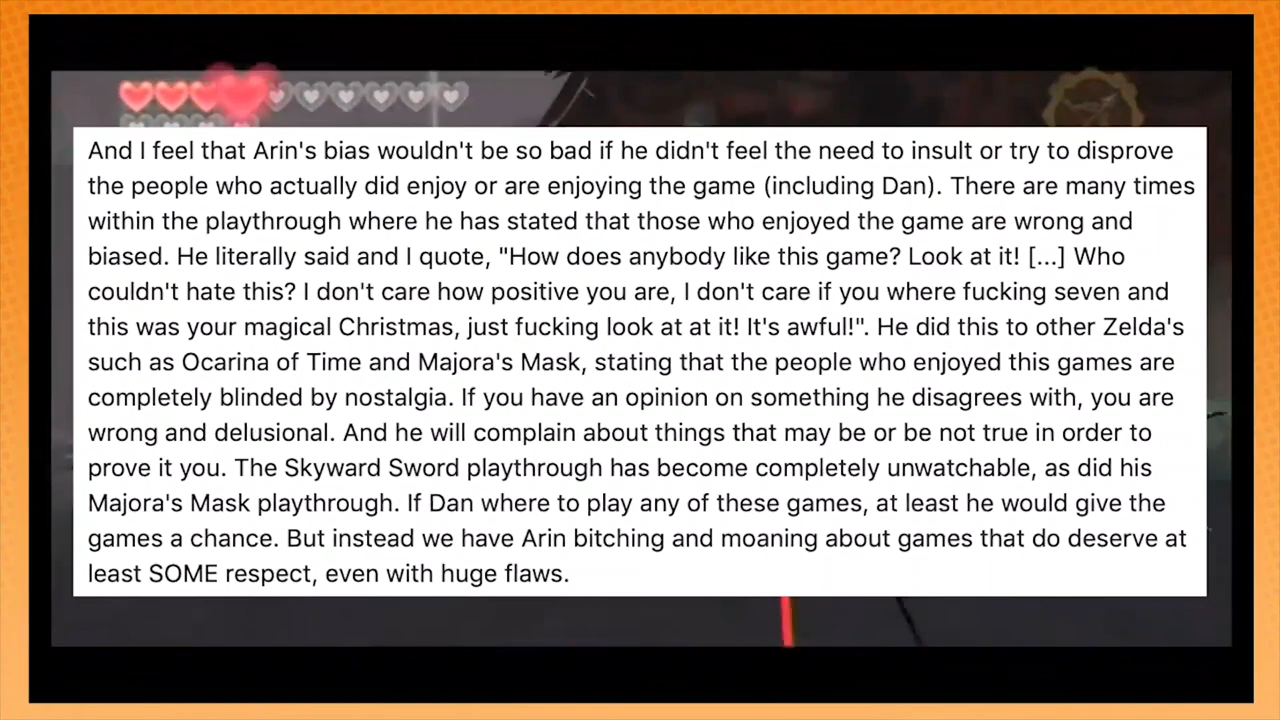 And I feel that Arin's bias wouldn't be so bad if he didn't feel the need to insult or try to disprove
the people who actually did enjoy or are enjoying the game (including Dan). There are many times
within the playthrough where he has stated that those who enjoyed the game are wrong and
biased. He literally said and I quote, "How does anybody like this game? Look at it! [...] Who
couldn't hate this? I don't care how positive you are, I don't care if you where fucking seven and
this was your magical Christmas, just fucking look at at it! It's awful!". He did this to other Zelda's
such as Ocarina of Time and Majora's Mask, stating that the people who enjoyed this games are
completely blinded by nostalgia. If you have an opinion on something he disagrees with, you are
wrong and delusional. And he will complain about things that may be or be not true in order to
prove it you. The Skyward Sword playthrough has become completely unwatchable, as did his
Majora's Mask playthrough. If Dan where to play any of these games, at least he would give the
games a chance. But instead we have Arin bitching and moaning about games that do deserve at
least SOME respect, even with huge flaws.